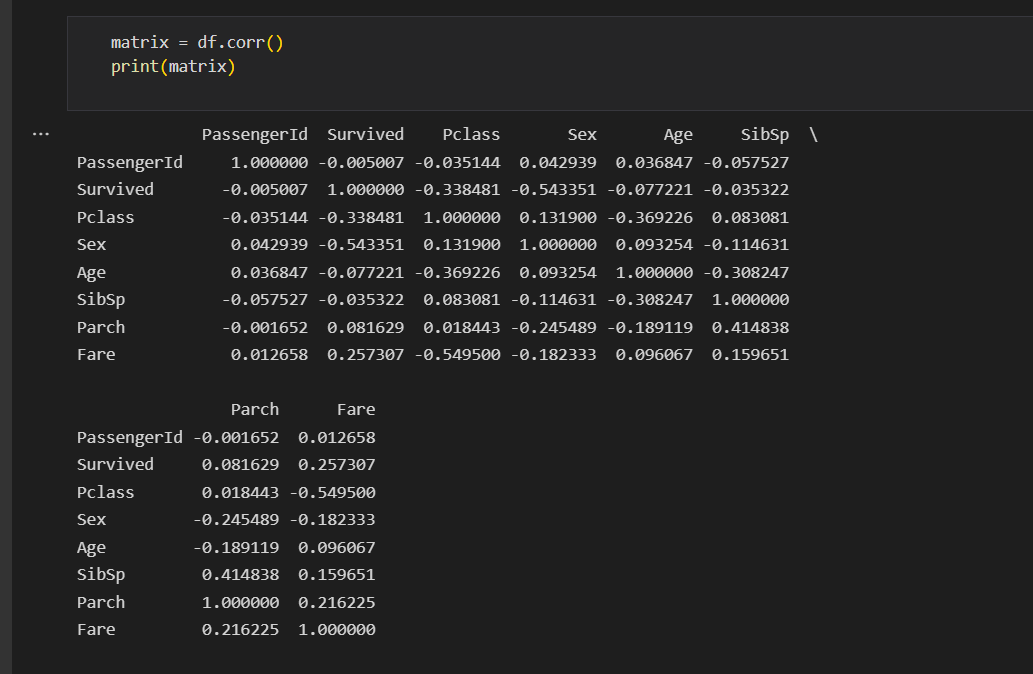 matrix = df.corr()
print(matrix)
...
             PassengerId  Survived    Pclass       Sex       Age     SibSp  \
PassengerId     1.000000 -0.005007 -0.035144  0.042939  0.036847 -0.057527
Survived       -0.005007  1.000000 -0.338481 -0.543351 -0.077221 -0.035322
Pclass         -0.035144 -0.338481  1.000000  0.131900 -0.369226  0.083081
Sex             0.042939 -0.543351  0.131900  1.000000  0.093254 -0.114631
Age             0.036847 -0.077221 -0.369226  0.093254  1.000000 -0.308247
SibSp          -0.057527 -0.035322  0.083081 -0.114631 -0.308247  1.000000
Parch          -0.001652  0.081629  0.018443 -0.245489 -0.189119  0.414838
Fare            0.012658  0.257307 -0.549500 -0.182333  0.096067  0.159651
                Parch      Fare
PassengerId -0.001652  0.012658
Survived     0.081629  0.257307
Pclass       0.018443 -0.549500
Sex         -0.245489 -0.182333
Age         -0.189119  0.096067
SibSp        0.414838  0.159651
Parch        1.000000  0.216225
Fare         0.216225  1.000000